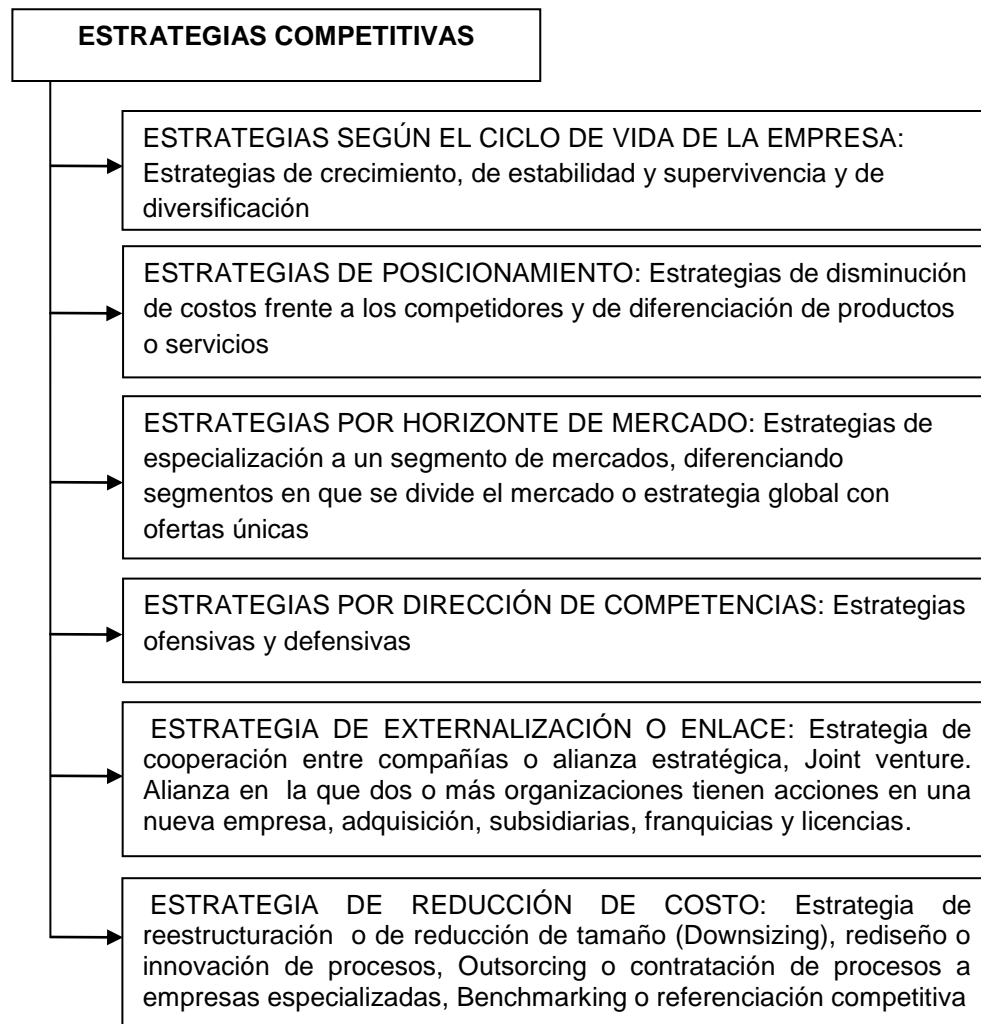 ESTRATEGIAS COMPETITIVAS
ESTRATEGIAS SEGÚN EL CICLO DE VIDA DE LA EMPRESA:
Estrategias de crecimiento, de estabilidad y supervivencia y de
diversificación
ESTRATEGIAS DE POSICIONAMIENTO: Estrategias de disminución
de costos frente a los competidores y de diferenciación de productos
o servicios
ESTRATEGIAS POR HORIZONTE DE MERCADO: Estrategias de
especialización a un segmento de mercados, diferenciando
segmentos en que se divide el mercado o estrategia global con
ofertas únicas
ESTRATEGIAS POR DIRECCIÓN DE COMPETENCIAS: Estrategias
ofensivas y defensivas
ESTRATEGIA DE EXTERNALIZACIÓN O ENLACE: Estrategia de
cooperación entre compañías o alianza estratégica, Joint venture.
Alianza en la que dos o más organizaciones tienen acciones en una
nueva empresa, adquisición, subsidiarias, franquicias y licencias.
ESTRATEGIA DE REDUCCIÓN DE COSTO: Estrategia de
reestructuración o de reducción de tamaño (Downsizing), rediseño o
innovación de procesos, Outsorcing o contratación de procesos a
empresas especializadas, Benchmarking o referenciación competitiva